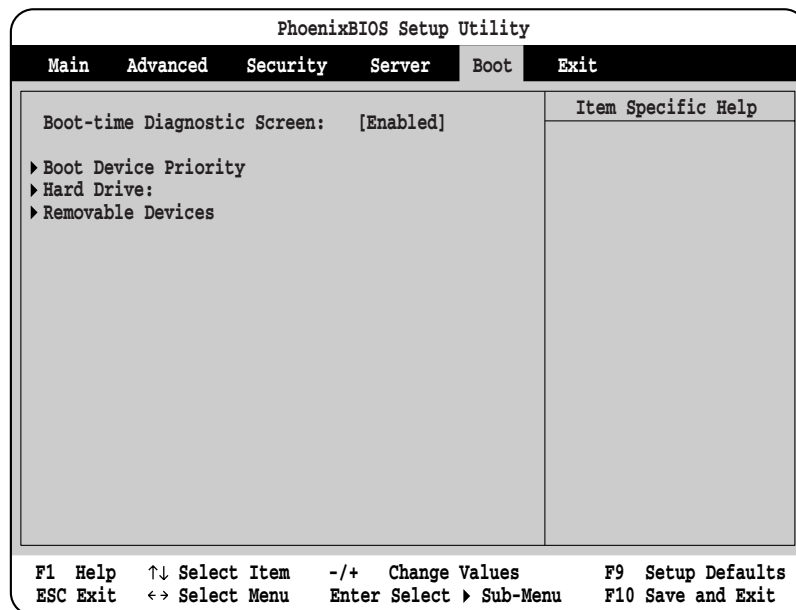 PhoenixBIOS Setup Utility
Main Advanced Security Server Boot Exit
Boot-time Diagnostic Screen: [Enabled]
Boot Device Priority
Hard Drive:
Removable Devices
Item Specific Help
F1 Help ↑↓ Select Item -/+ Change Values F9 Setup Defaults
ESC Exit ←→ Select Menu Enter Select ▶ Sub-Menu F10 Save and Exit